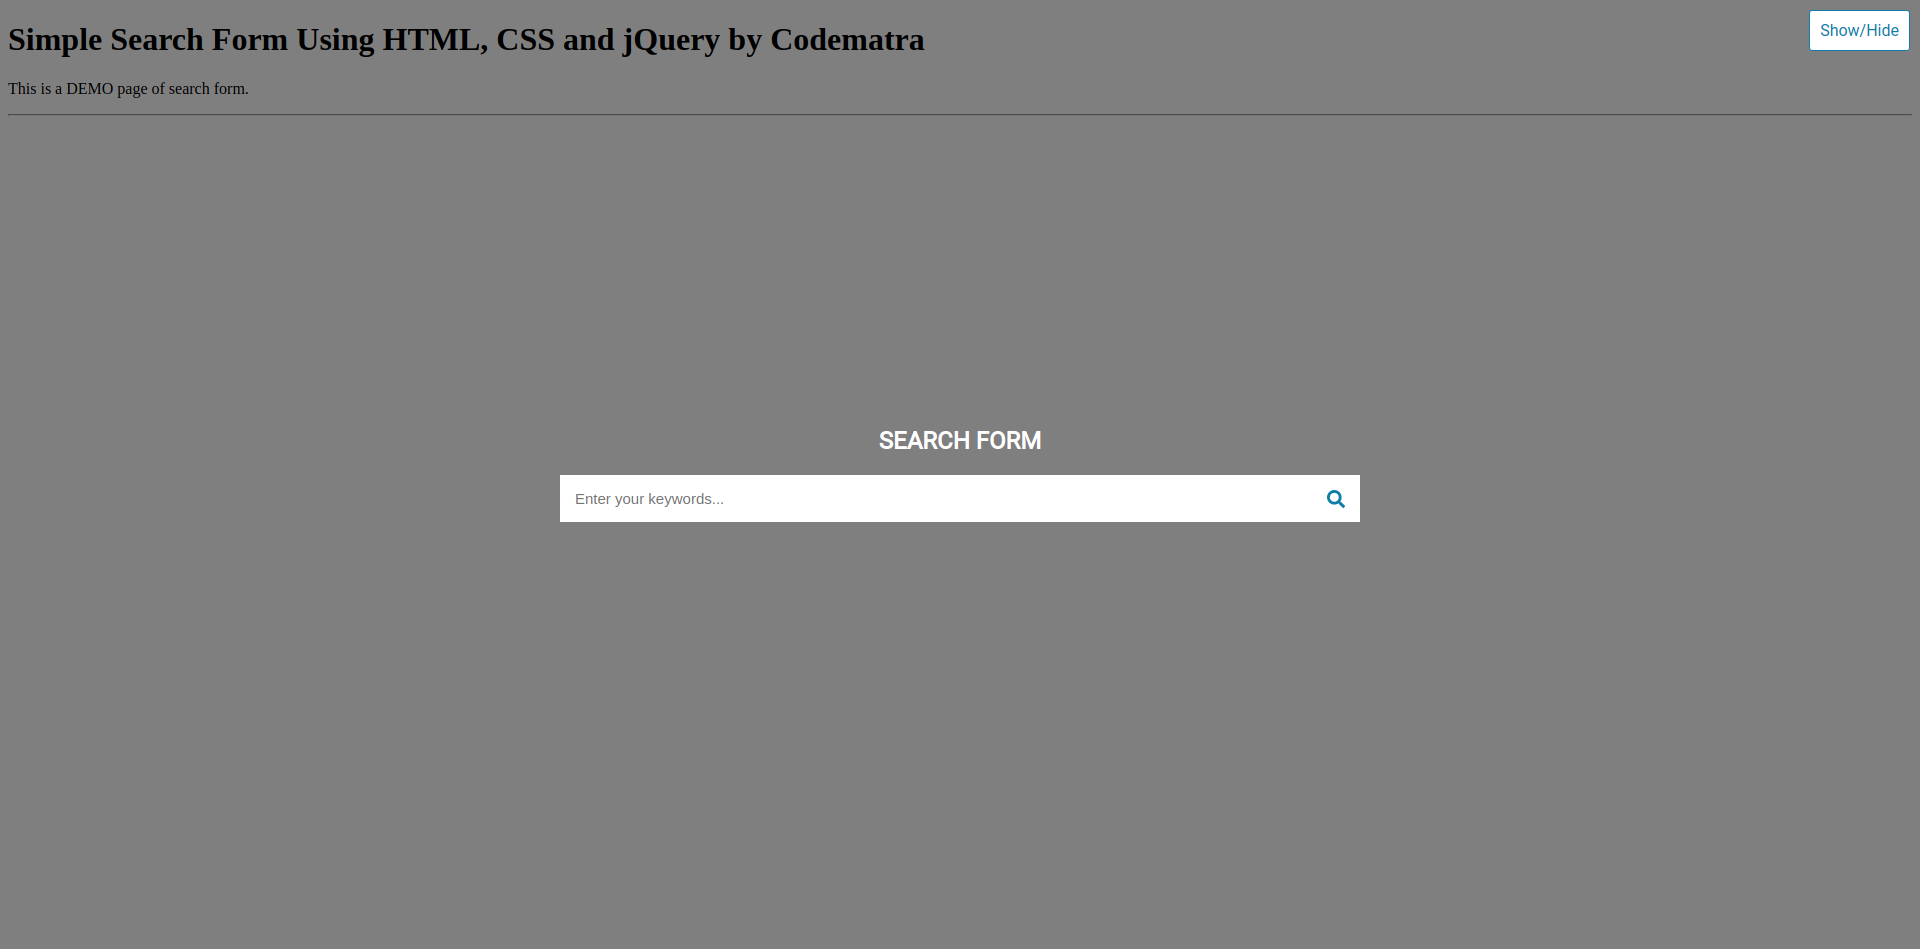 Simple Search Form Using HTML, CSS and jQuery by Codematra
Show/Hide
This is a DEMO page of search form.
SEARCH FORM
Enter your keywords...